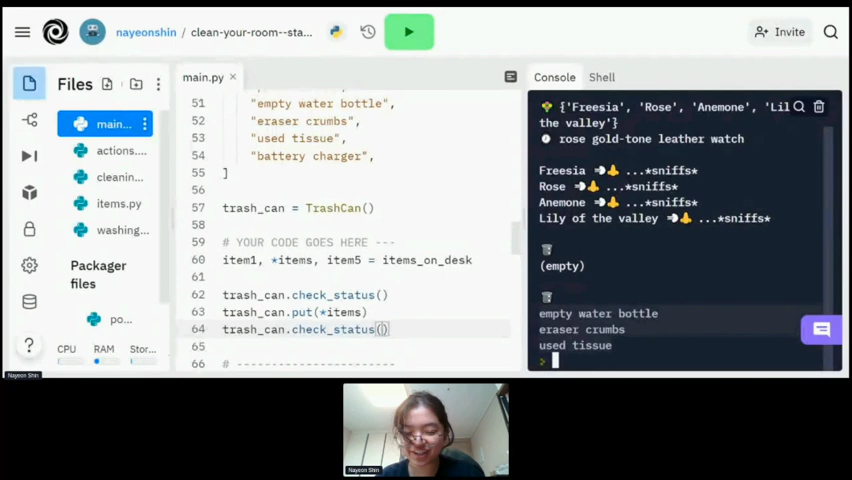 nayeonshin / clean-your-room--sta...
Invite
Files
main...
actions....
cleanin...
items.py
washing...
Packager
files
po...
CPU RAM Stor...
main.py
51
52 "empty water bottle",
53 "eraser crumbs",
"used tissue",
54 "battery charger",
55 ]
56
57 trash_can = TrashCan()
58
59 # YOUR CODE GOES HERE ---
60 item1, *items, item5 = items_on_desk
61
62 trash_can.check_status()
63 trash_can.put(*items)
64 trash_can.check_status()
65
66 # ----------------------
Console Shell
{'Freesia', 'Rose', 'Anemone', 'Lil
the valley'}
rose gold-tone leather watch
Freesia ...*sniffs*
Rose ...*sniffs*
Anemone ...*sniffs*
Lily of the valley ...*sniffs*
(empty)
empty water bottle
eraser crumbs
used tissue
>
Nayeon Shin
Nayeon Shin